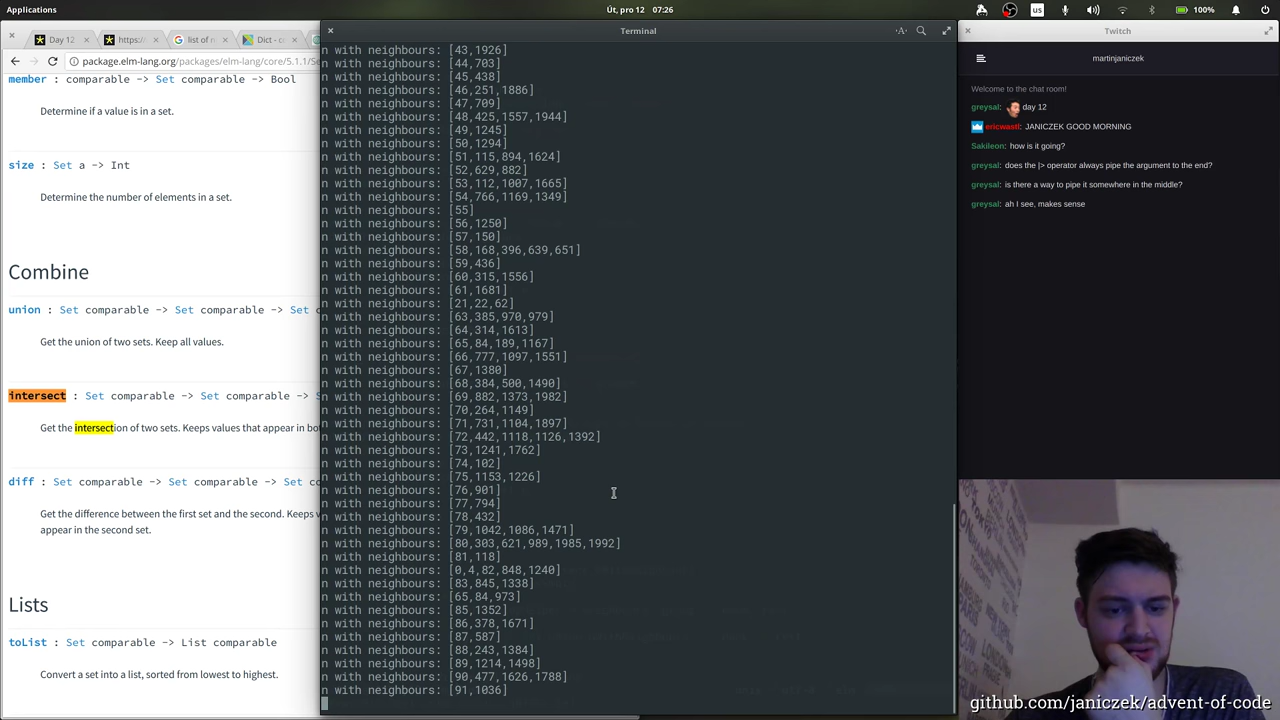 Applications
Út, pro 12 07:26
us
100%
Day 12
https:/
list of n
Dict - co
package.elm-lang.org/packages/elm-lang/core/5.1.1/Se
member : comparable -> Set comparable -> Bool
Determine if a value is in a set.
size : Set a -> Int
Determine the number of elements in a set.
Combine
union : Set comparable -> Set comparable -> Set c
Get the union of two sets. Keep all values.
intersect : Set comparable -> Set comparable -> S
Get the intersection of two sets. Keeps values that appear in bot
diff : Set comparable -> Set comparable -> Set co
Get the difference between the first set and the second. Keeps v
appear in the second set.
Lists
toList : Set comparable -> List comparable
Convert a set into a list, sorted from lowest to highest.
Terminal
n with neighbours: [43,1926]
n with neighbours: [44,703]
n with neighbours: [45,438]
n with neighbours: [46,251,1886]
n with neighbours: [47,709]
n with neighbours: [48,425,1557,1944]
n with neighbours: [49,1245]
n with neighbours: [50,1294]
n with neighbours: [51,115,894,1624]
n with neighbours: [52,629,882]
n with neighbours: [53,112,1007,1665]
n with neighbours: [54,766,1169,1349]
n with neighbours: [55]
n with neighbours: [56,1250]
n with neighbours: [57,150]
n with neighbours: [58,168,396,639,651]
n with neighbours: [59,436]
n with neighbours: [60,315,1556]
n with neighbours: [61,1681]
n with neighbours: [21,22,62]
n with neighbours: [63,385,970,979]
n with neighbours: [64,314,1613]
n with neighbours: [65,84,189,1167]
n with neighbours: [66,777,1097,1551]
n with neighbours: [67,1380]
n with neighbours: [68,384,500,1490]
n with neighbours: [69,882,1373,1982]
n with neighbours: [70,264,1149]
n with neighbours: [71,731,1104,1897]
n with neighbours: [72,442,1118,1126,1392]
n with neighbours: [73,1241,1762]
n with neighbours: [74,102]
n with neighbours: [75,1153,1226]
n with neighbours: [76,901]
n with neighbours: [77,794]
n with neighbours: [78,432]
n with neighbours: [79,1042,1086,1471]
n with neighbours: [80,303,621,989,1985,1992]
n with neighbours: [81,118]
n with neighbours: [0,4,82,848,1240]
n with neighbours: [83,845,1338]
n with neighbours: [65,84,973]
n with neighbours: [85,1352]
n with neighbours: [86,378,1671]
n with neighbours: [87,587]
n with neighbours: [88,243,1384]
n with neighbours: [89,1214,1498]
n with neighbours: [90,477,1626,1788]
n with neighbours: [91,1036]
Twitch
martinjaniczek
Welcome to the chat room!
greysal: day 12
ericwastl: JANICZEK GOOD MORNING
Sakileon: how is it going?
greysal: does the |> operator always pipe the argument to the end?
greysal: is there a way to pipe it somewhere in the middle?
greysal: ah I see, makes sense
github.com/janiczek/advent-of-code